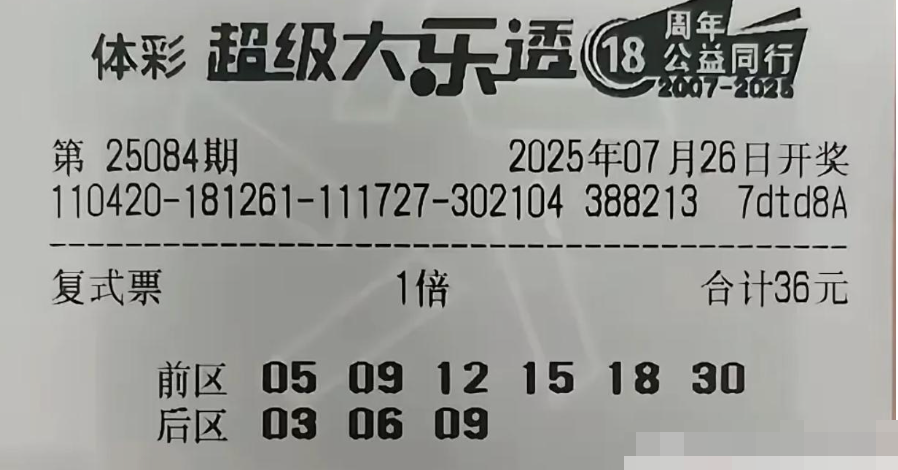 体彩 超级大乐透 18 周年
公益同行
2007-2025
第 25084期 2025年07月26日开奖
110420-181261-111727-302104 388213 7dtd8A
复式票 1倍 合计36元
前区 05 09 12 15 18 30
后区 03 06 09